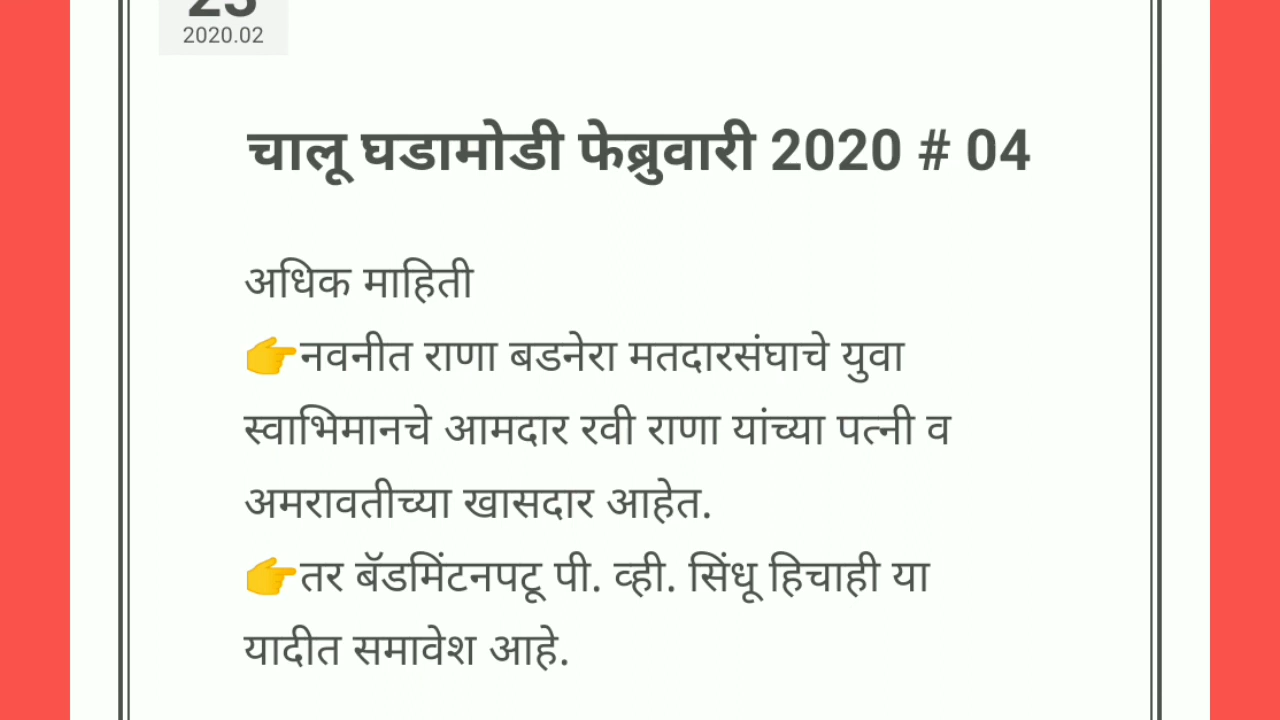 2020.02
चालू घडामोडी फेब्रुवारी 2020 # 04
अधिक माहिती
👉नवनीत राणा बडनेरा मतदारसंघाचे युवा
स्वाभिमानचे आमदार रवी राणा यांच्या पत्नी व
अमरावतीच्या खासदार आहेत.
👉तर बॅडमिंटनपटू पी. व्ही. सिंधू हिचाही या
यादीत समावेश आहे.